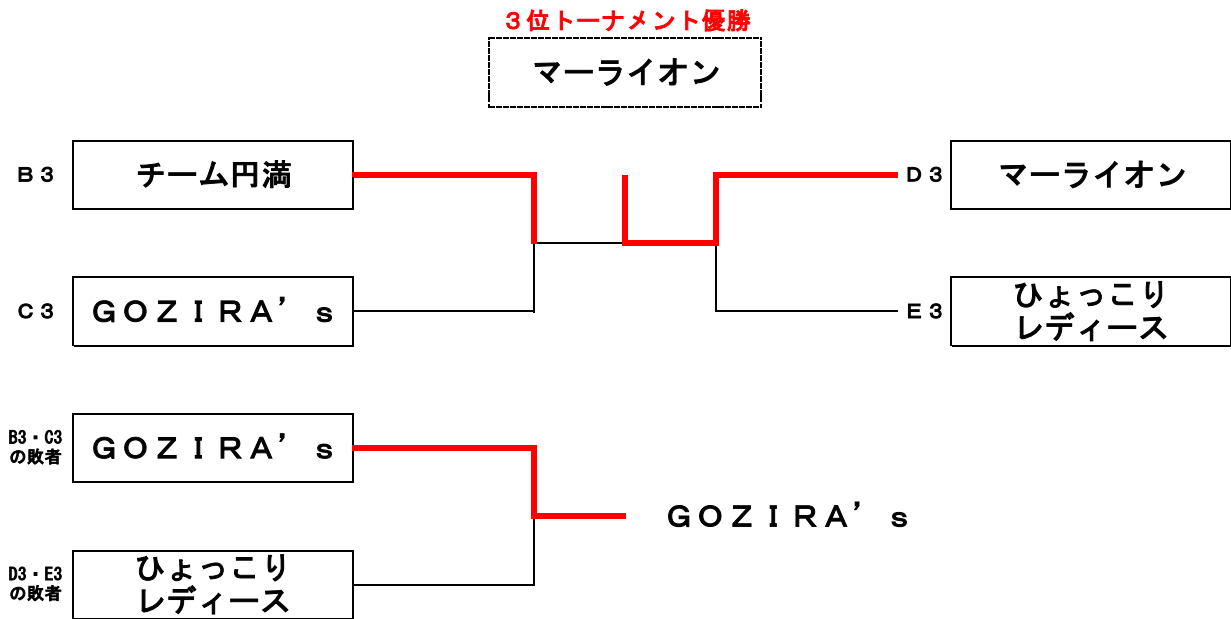 ３位トーナメント優勝
マーライオン
Ｂ３
チーム円満
Ｄ３
マーライオン
Ｃ３
ＧＯＺＩＲＡ’ｓ
Ｅ３
ひょっこり
レディース
B3・C3
の敗者
ＧＯＺＩＲＡ’ｓ
ＧＯＺＩＲＡ’ｓ
D3・E3
の敗者
ひょっこり
レディース